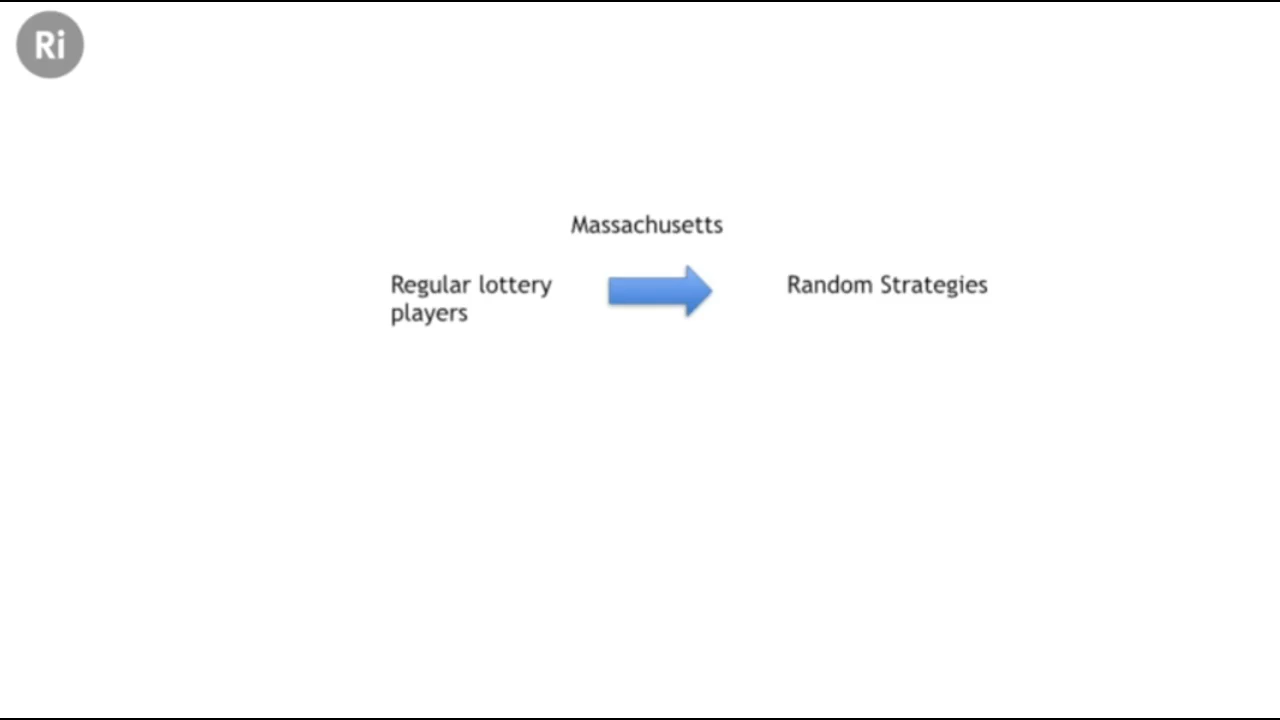 Ri
Massachusetts
Regular lottery
players
Random Strategies